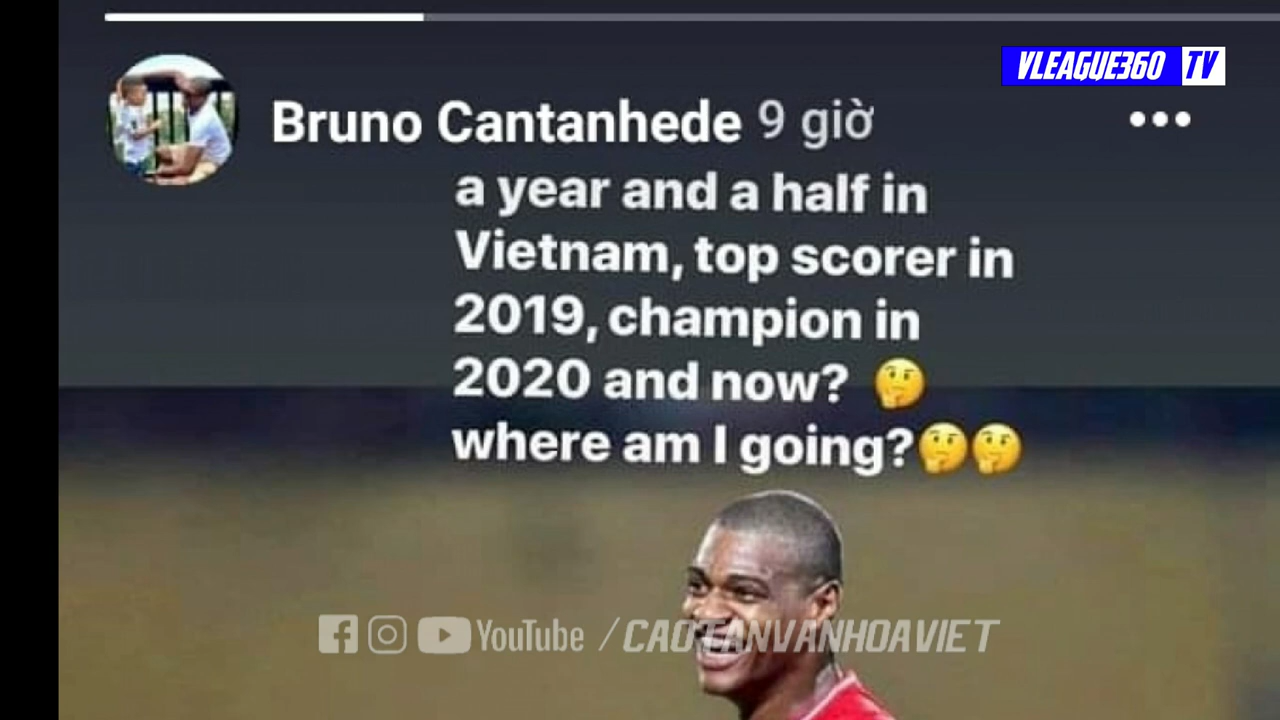 VLEAGUE360 TV
Bruno Cantanhede 9 giờ
a year and a half in
Vietnam, top scorer in
2019, champion in
2020 and now? 🤔
where am I going?🤔🤔
YouTube /CAOTANVANHOAVIET